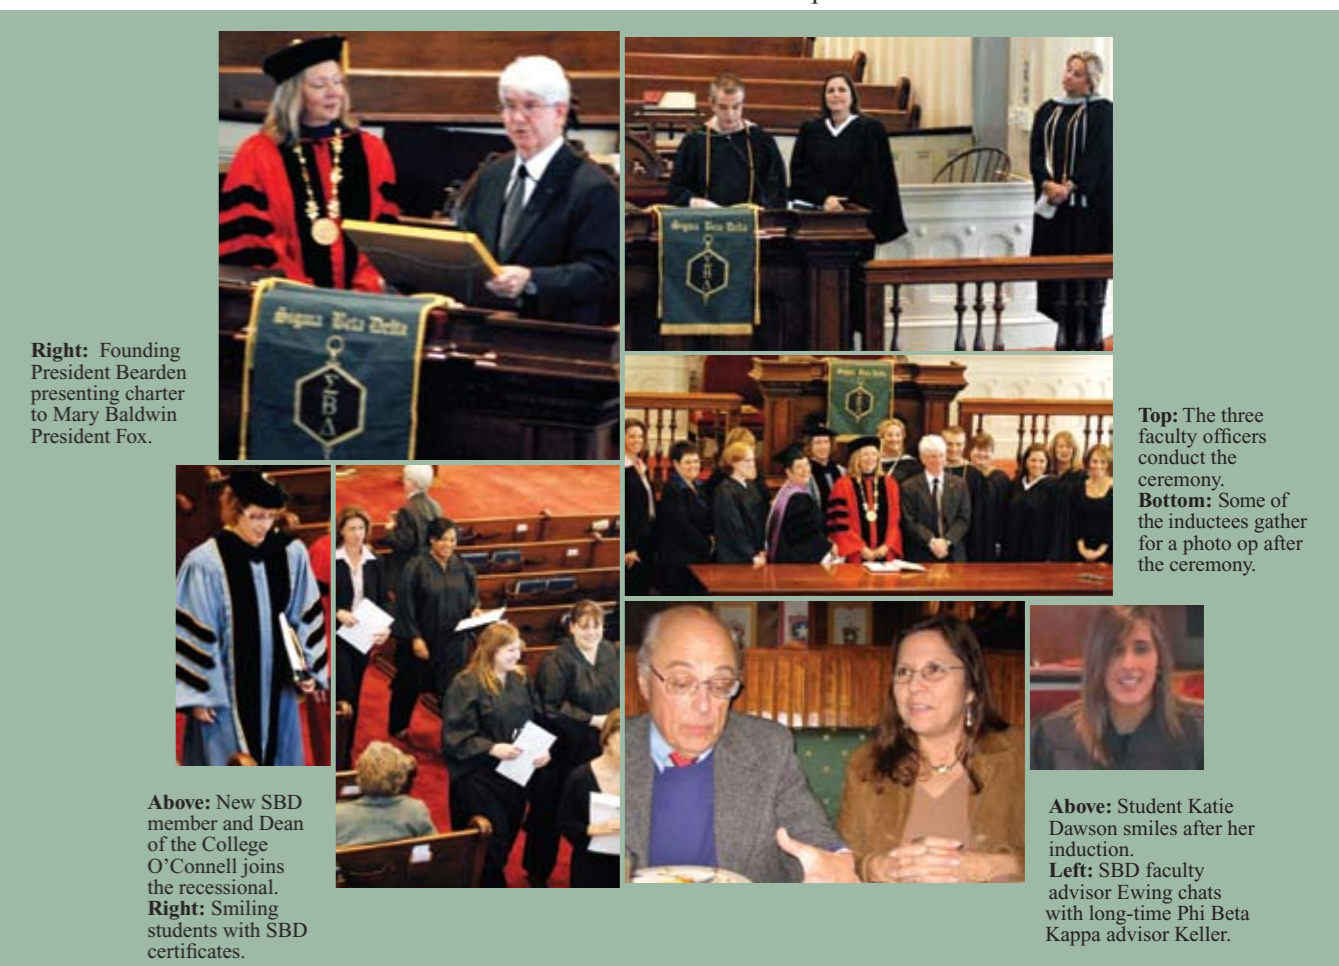 Sigma Beta Delta
ΣΒΔ
Sigma Beta Delta
ΣΒΔ
Sigma Beta Delta
Right: Founding
President Bearden
presenting charter
to Mary Baldwin
President Fox.
Top: The three
faculty officers
conduct the
ceremony.
Bottom: Some of
the inductees gather
for a photo op after
the ceremony.
Above: New SBD
member and Dean
of the College
O’Connell joins
the recessional.
Right: Smiling
students with SBD
certificates.
Above: Student Katie
Dawson smiles after her
induction.
Left: SBD faculty
advisor Ewing chats
with long-time Phi Beta
Kappa advisor Keller.